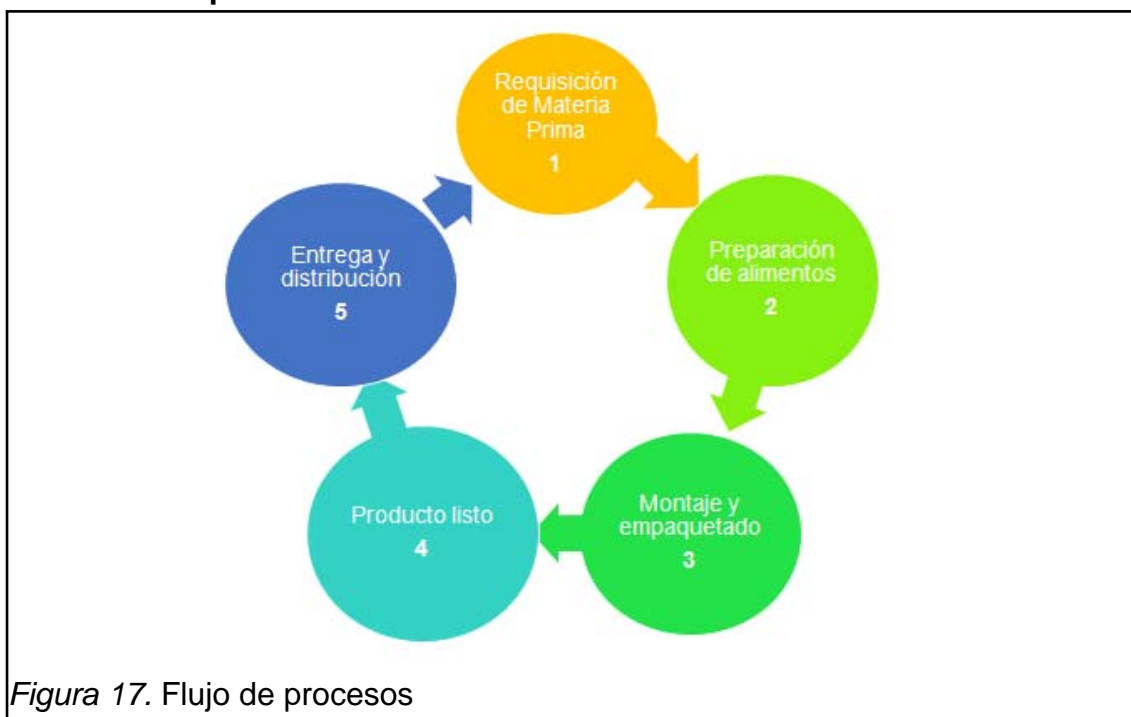 Requisición
de Materia
Prima
1
Preparación
de alimentos
2
Montaje y
empaquetado
3
Producto listo
4
Entrega y
distribución
5
Figura 17. Flujo de procesos